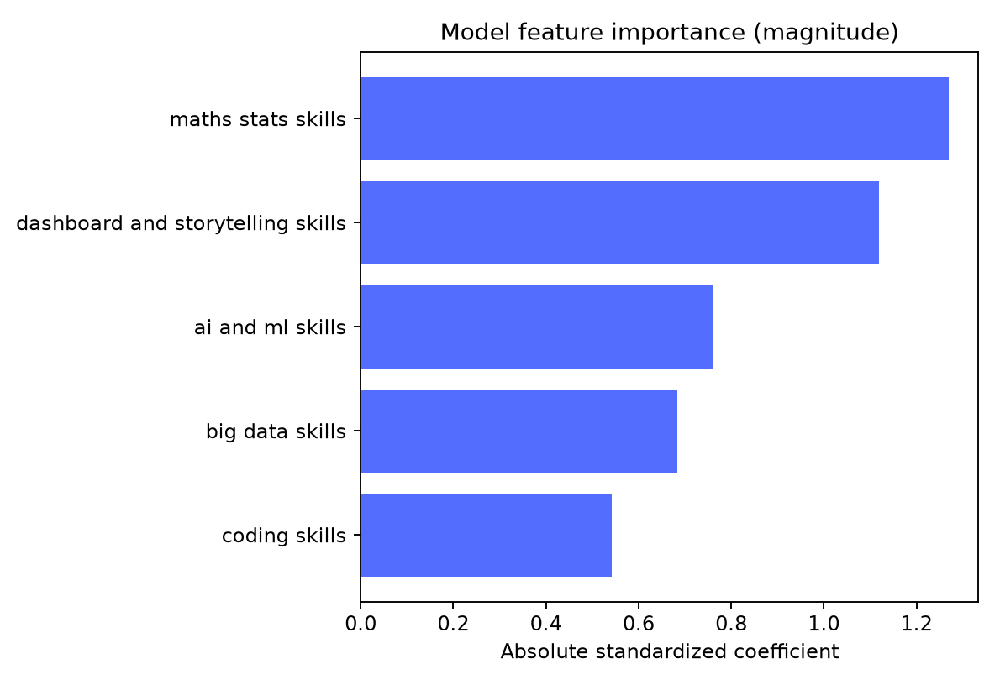 Model feature importance (magnitude)
maths stats skills
dashboard and storytelling skills
ai and ml skills
big data skills
coding skills
0.0 0.2 0.4 0.6 0.8 1.0 1.2
Absolute standardized coefficient